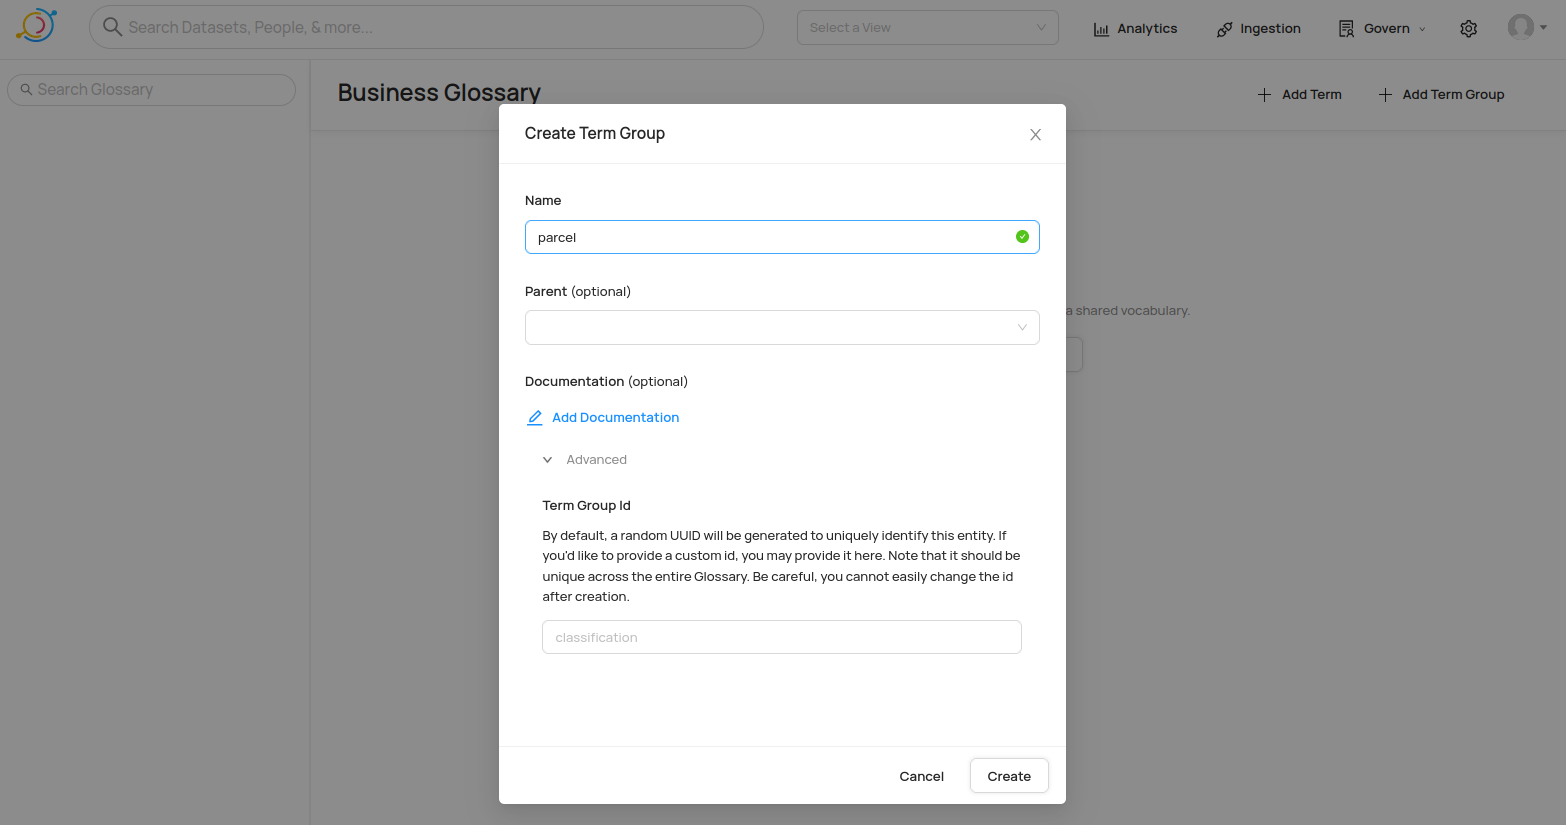 Search Datasets, People, & more...
Select a View
Analytics
Ingestion
Govern
Search Glossary
Business Glossary
Add Term
Add Term Group
Create Term Group
Name
parcel
Parent (optional)
a shared vocabulary.
Documentation (optional)
Add Documentation
Advanced
Term Group Id
By default, a random UUID will be generated to uniquely identify this entity. If
you'd like to provide a custom id, you may provide it here. Note that it should be
unique across the entire Glossary. Be careful, you cannot easily change the id
after creation.
classification
Cancel
Create